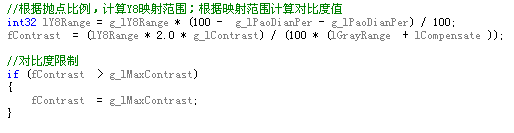 //根据抛点比例，计算Y8映射范围；根据映射范围计算对比度值
int32 lY8Range = g_lY8Range * (100 - g_lPaoDianPer - g_lPaoDianPer) / 100;
fContrast = (lY8Range * 2.0 * g_lContrast) / (100 * (lGrayRange + lCompensate ));
//对比度限制
if (fContrast > g_lMaxContrast)
{
fContrast = g_lMaxContrast;
}